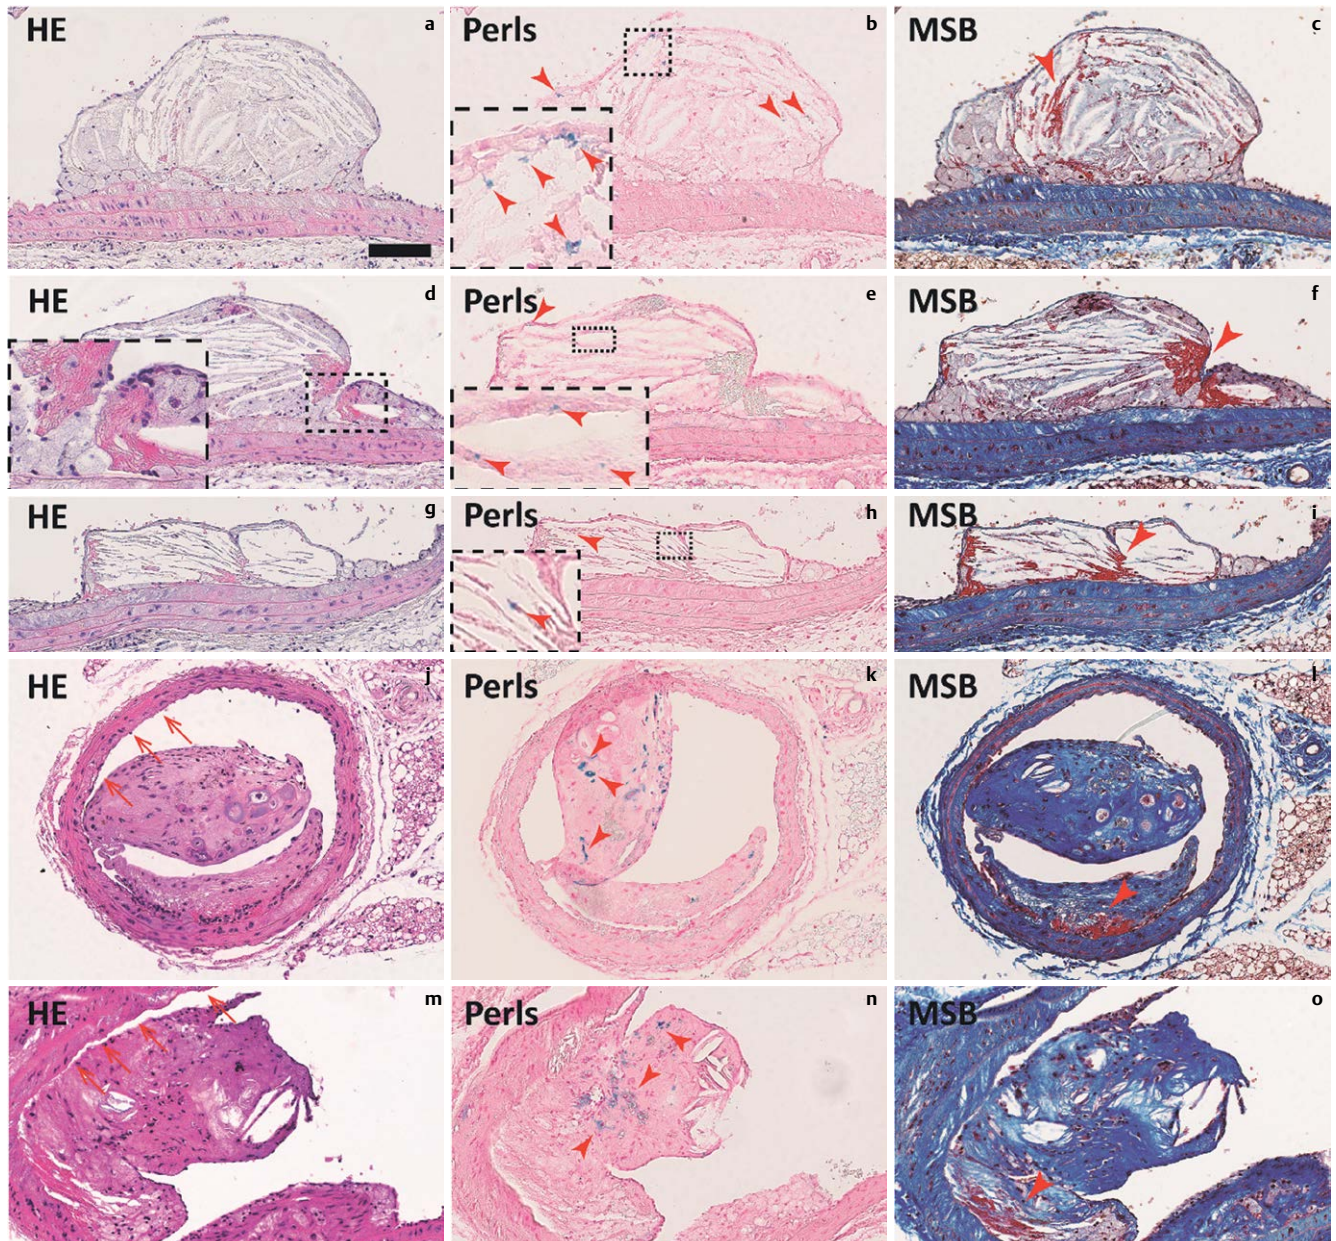 HE a Perls b MSB c
HE d Perls e MSB f
HE g Perls h MSB i
HE j Perls k MSB l
HE m Perls n MSB o